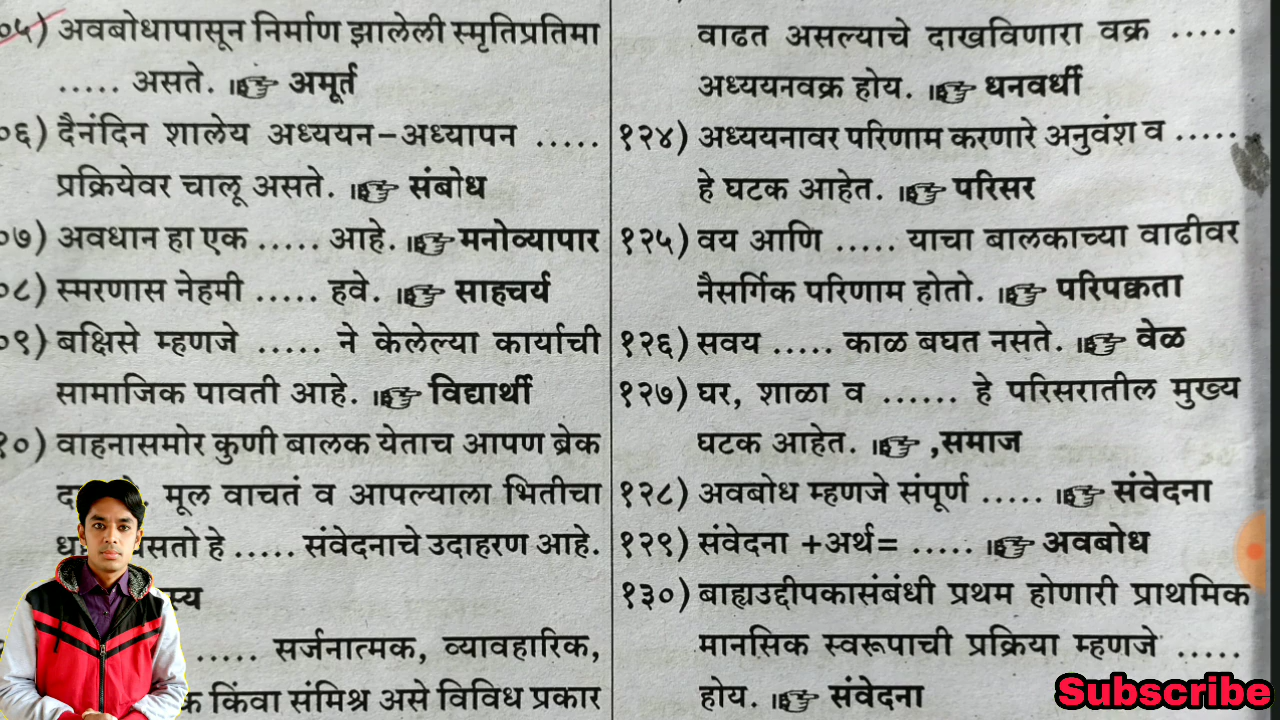 ०५) अवबोधापासून निर्माण झालेली स्मृतिप्रतिमा
..... असते. अमूर्त
०६) दैनंदिन शालेय अध्ययन-अध्यापन .....
प्रक्रियेवर चालू असते. संबोध
०७) अवधान हा एक ..... आहे. मनोव्यापार
०८) स्मरणास नेहमी ..... हवे. साहचर्य
०९) बक्षिसे म्हणजे ..... ने केलेल्या कार्याची
सामाजिक पावती आहे. विद्यार्थी
१०) वाहनासमोर कुणी बालक येताच आपण ब्रेक
मूल वाचतं व आपल्याला भितीचा
बसतो हे ..... संवेदनाचे उदाहरण आहे.
..... सर्जनात्मक, व्यावहारिक,
किंवा संमिश्र असे विविध प्रकार
वाढत असल्याचे दाखविणारा वक्र .....
अध्ययनवक्र होय. धनवर्धी
१२४) अध्ययनावर परिणाम करणारे अनुवंश व .....
हे घटक आहेत. परिसर
१२५) वय आणि ..... याचा बालकाच्या वाढीवर
नैसर्गिक परिणाम होतो. परिपक्वता
१२६) सवय ..... काळ बघत नसते. वेळ
१२७) घर, शाळा व ...... हे परिसरातील मुख्य
घटक आहेत. ,समाज
१२८) अवबोध म्हणजे संपूर्ण ..... संवेदना
१२९) संवेदना +अर्थ= ..... अवबोध
१३०) बाह्यउद्दीपकासंबंधी प्रथम होणारी प्राथमिक
मानसिक स्वरूपाची प्रक्रिया म्हणजे .....
होय. संवेदना
Subscribe